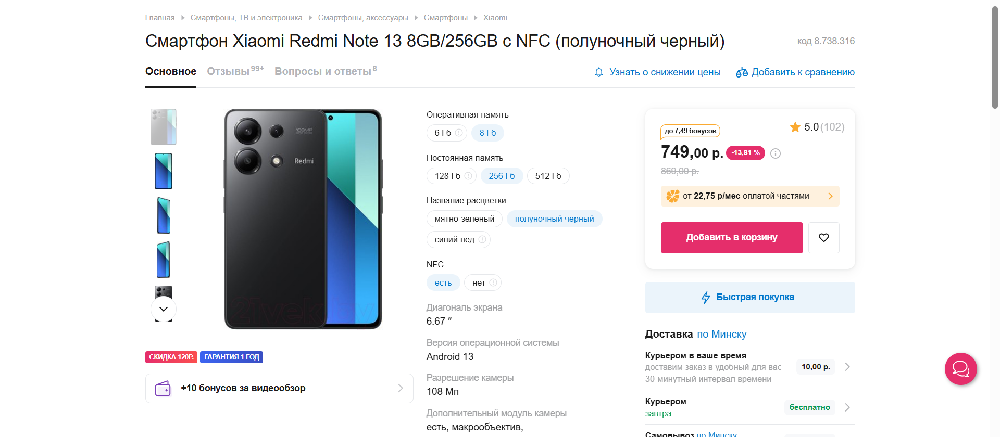 Главная Смартфоны, ТВ и электроника Смартфоны, аксессуары Смартфоны Xiaomi
Смартфон Xiaomi Redmi Note 13 8GB/256GB с NFC (полуночный черный)
код 8.738.316
Основное Отзывы 99+ Вопросы и ответы 8
Узнать о снижении цены Добавить к сравнению
108MP
Redmi
21vek.by
СКИДКА 120Р. ГАРАНТИЯ 1 ГОД
+10 бонусов за видеообзор
Оперативная память
6 Гб 8 Гб
Постоянная память
128 Гб 256 Гб 512 Гб
Название расцветки
мятно-зеленый полуночный черный
синий лед
NFC
есть нет
Диагональ экрана
6.67 "
Версия операционной системы
Android 13
Разрешение камеры
108 Мп
Дополнительный модуль камеры
есть, макрообъектив,
до 7,49 бонусов
5.0 (102)
749,00 р. -13,81 %
869,00 р.
от 22,75 р/мес оплатой частями
Добавить в корзину
Быстрая покупка
Доставка по Минску
Курьером в ваше время
доставим заказ в удобный для вас
30-минутный интервал времени
10,00 р.
Курьером
завтра
бесплатно
Самовывоз по Минску